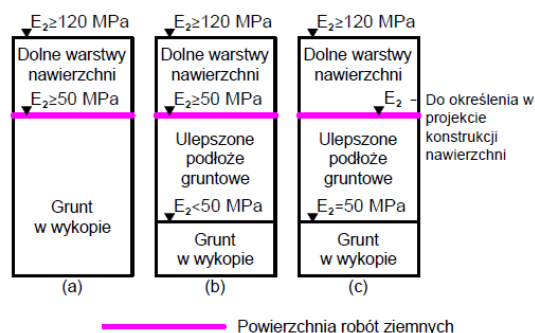 E₂≥120 MPa
Dolne warstwy
nawierzchni
E₂≥50 MPa
Grunt
w wykopie
(a)
E₂≥120 MPa
Dolne warstwy
nawierzchni
E₂≥50 MPa
Ulepszone
podłoże
gruntowe
E₂<50 MPa
Grunt
w wykopie
(b)
E₂≥120 MPa
Dolne warstwy
nawierzchni
E₂ - Do określenia w
projekcie
konstrukcji
nawierzchni
Ulepszone
podłoże
gruntowe
E₂=50 MPa
Grunt
w wykopie
(c)
Powierzchnia robót ziemnych